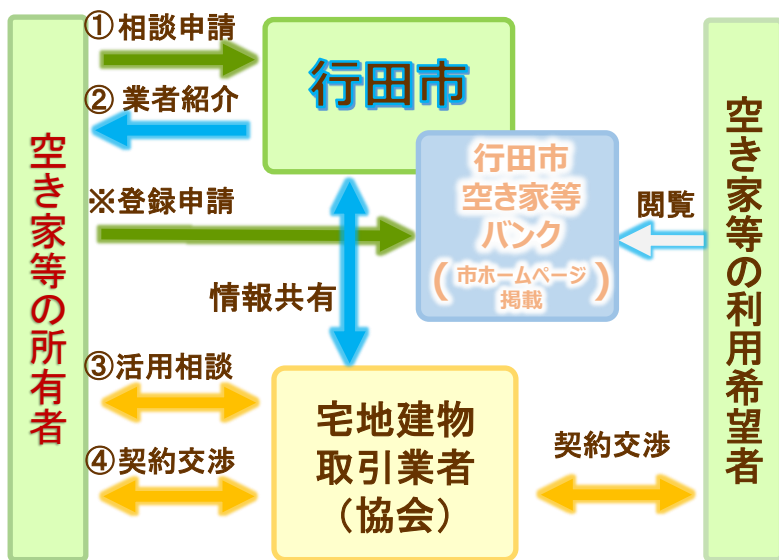 ①相談申請
行田市
②業者紹介
行田市
空き家等
バンク
(市ホームページ
掲載)
※登録申請
閲覧
情報共有
空き家等の所有者
空き家等の利用希望者
③活用相談
宅地建物
取引業者
（協会）
④契約交渉
契約交渉